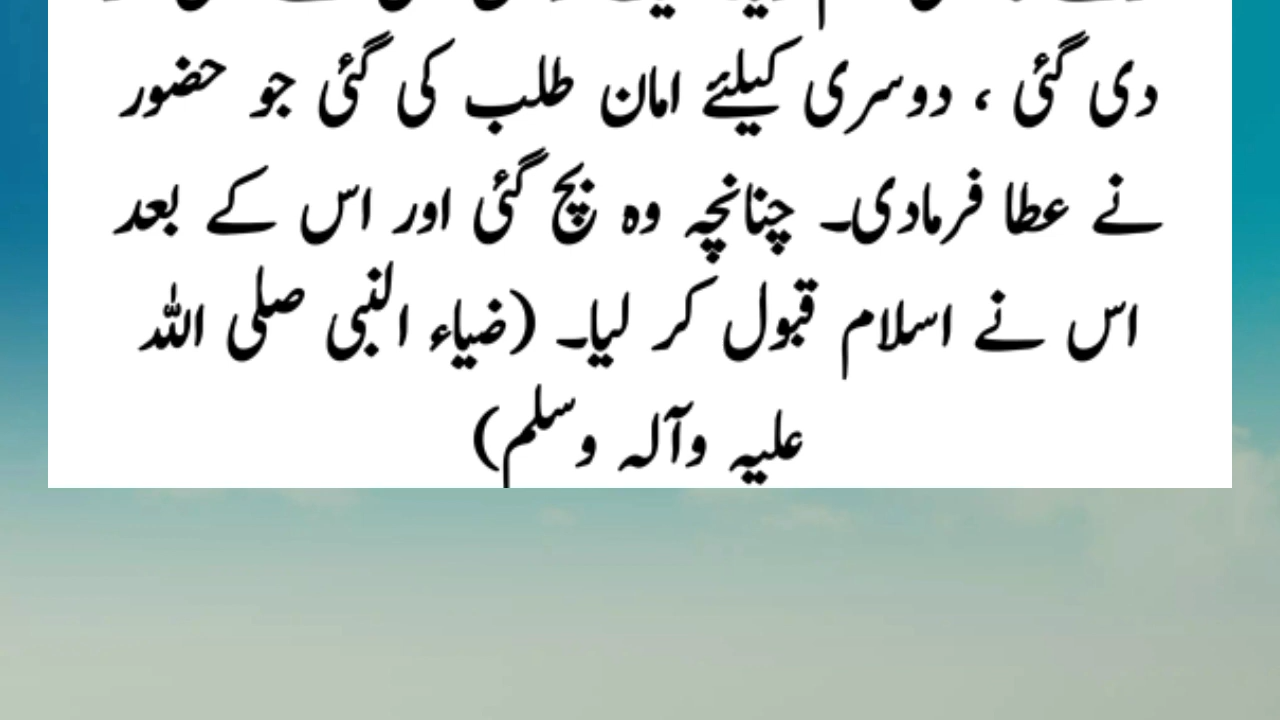 دی گئی ، دوسری کیلئے امان طلب کی گئی جو حضور
نے عطا فرمادی۔ چنانچہ وہ بچ گئی اور اس کے بعد
اس نے اسلام قبول کر لیا۔ (ضیاء النبی صلی اللہ
علیہ وآلہ وسلم)